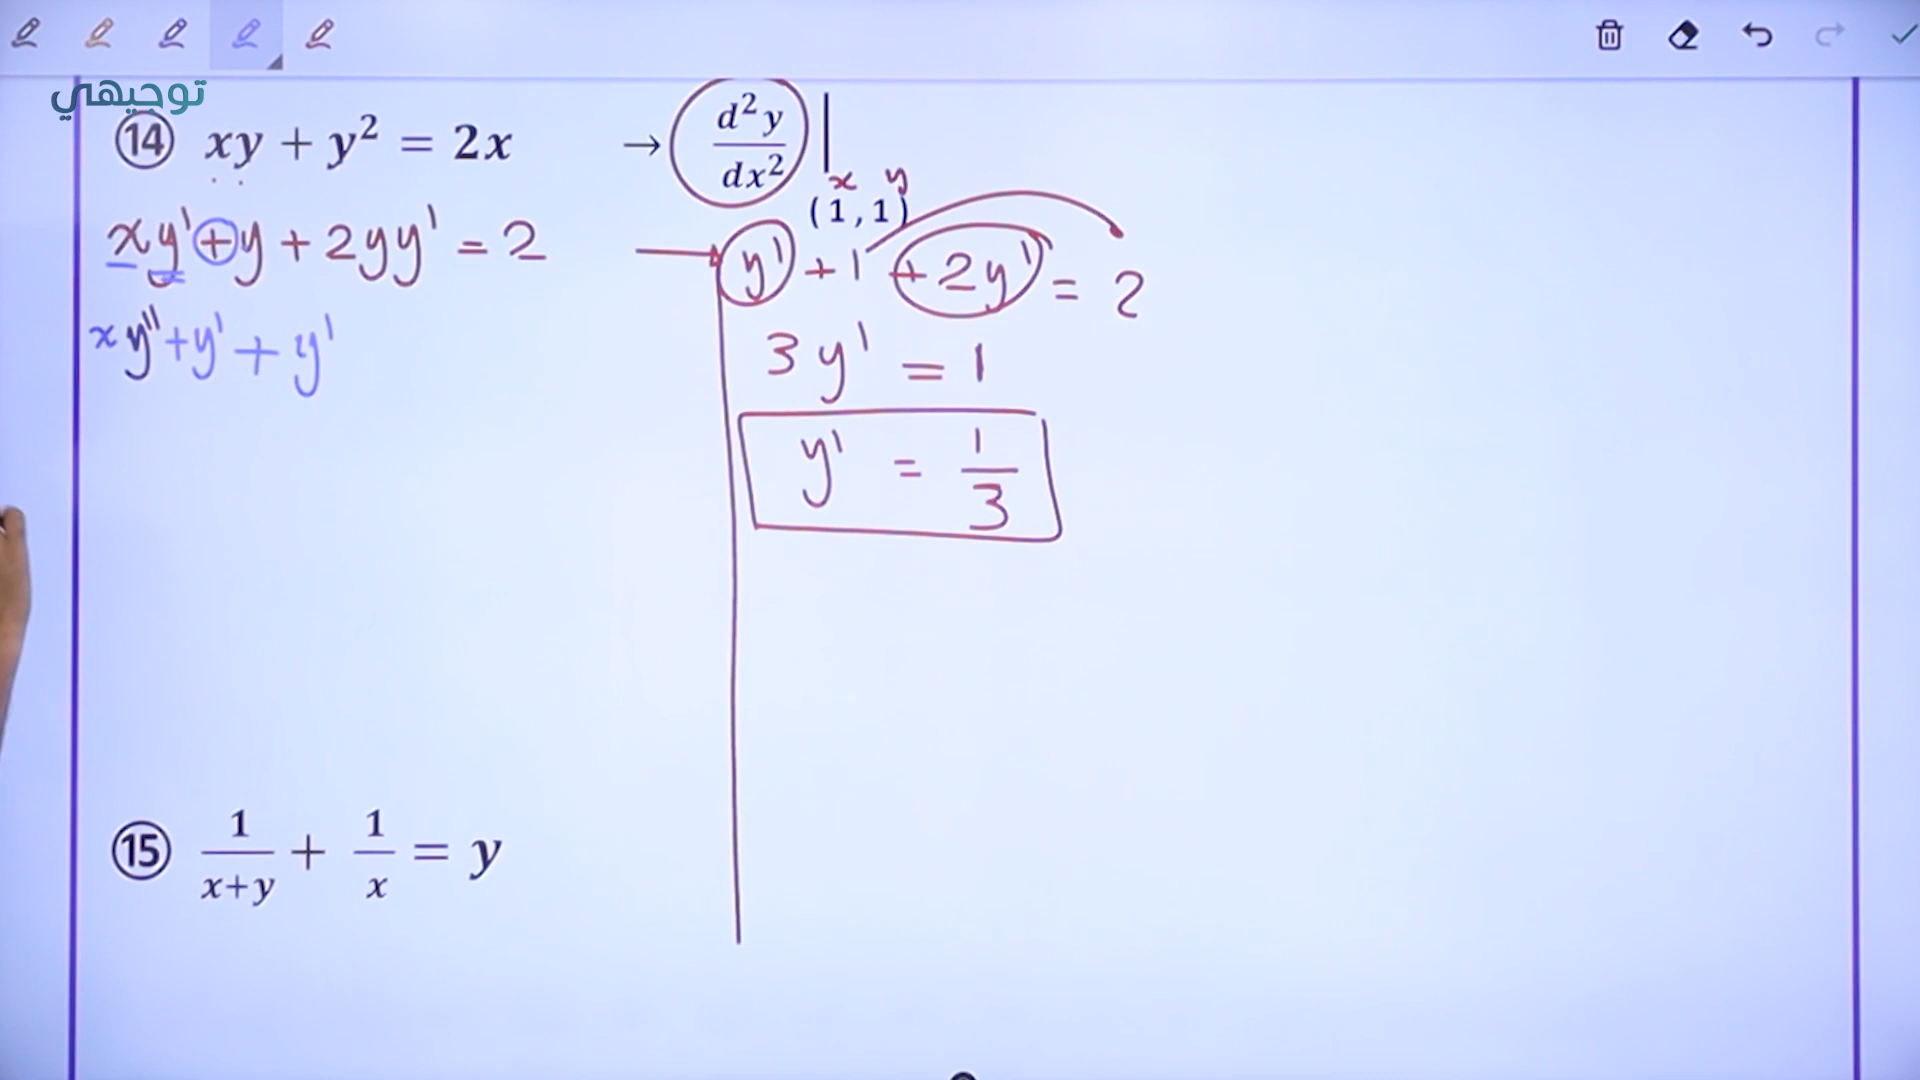 توجيهي
⑭ xy + y² = 2x → d²y/dx² |
x y
(1,1)
xy' + y + 2yy' = 2
y' + 1 + 2y' = 2
xy'' + y' + y'
3y' = 1
y' = 1/3
⑮ 1/(x+y) + 1/x = y